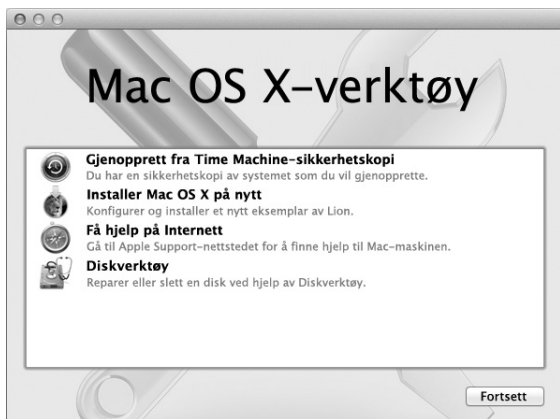 Mac OS X-verktøy
Gjenopprett fra Time Machine-sikkerhetskopi
Du har en sikkerhetskopi av systemet som du vil gjenopprette.
Installer Mac OS X på nytt
Konfigurer og installer et nytt eksemplar av Lion.
Få hjelp på Internett
Gå til Apple Support-nettstedet for å finne hjelp til Mac-maskinen.
Diskverktøy
Reparer eller slett en disk ved hjelp av Diskverktøy.
Fortsett